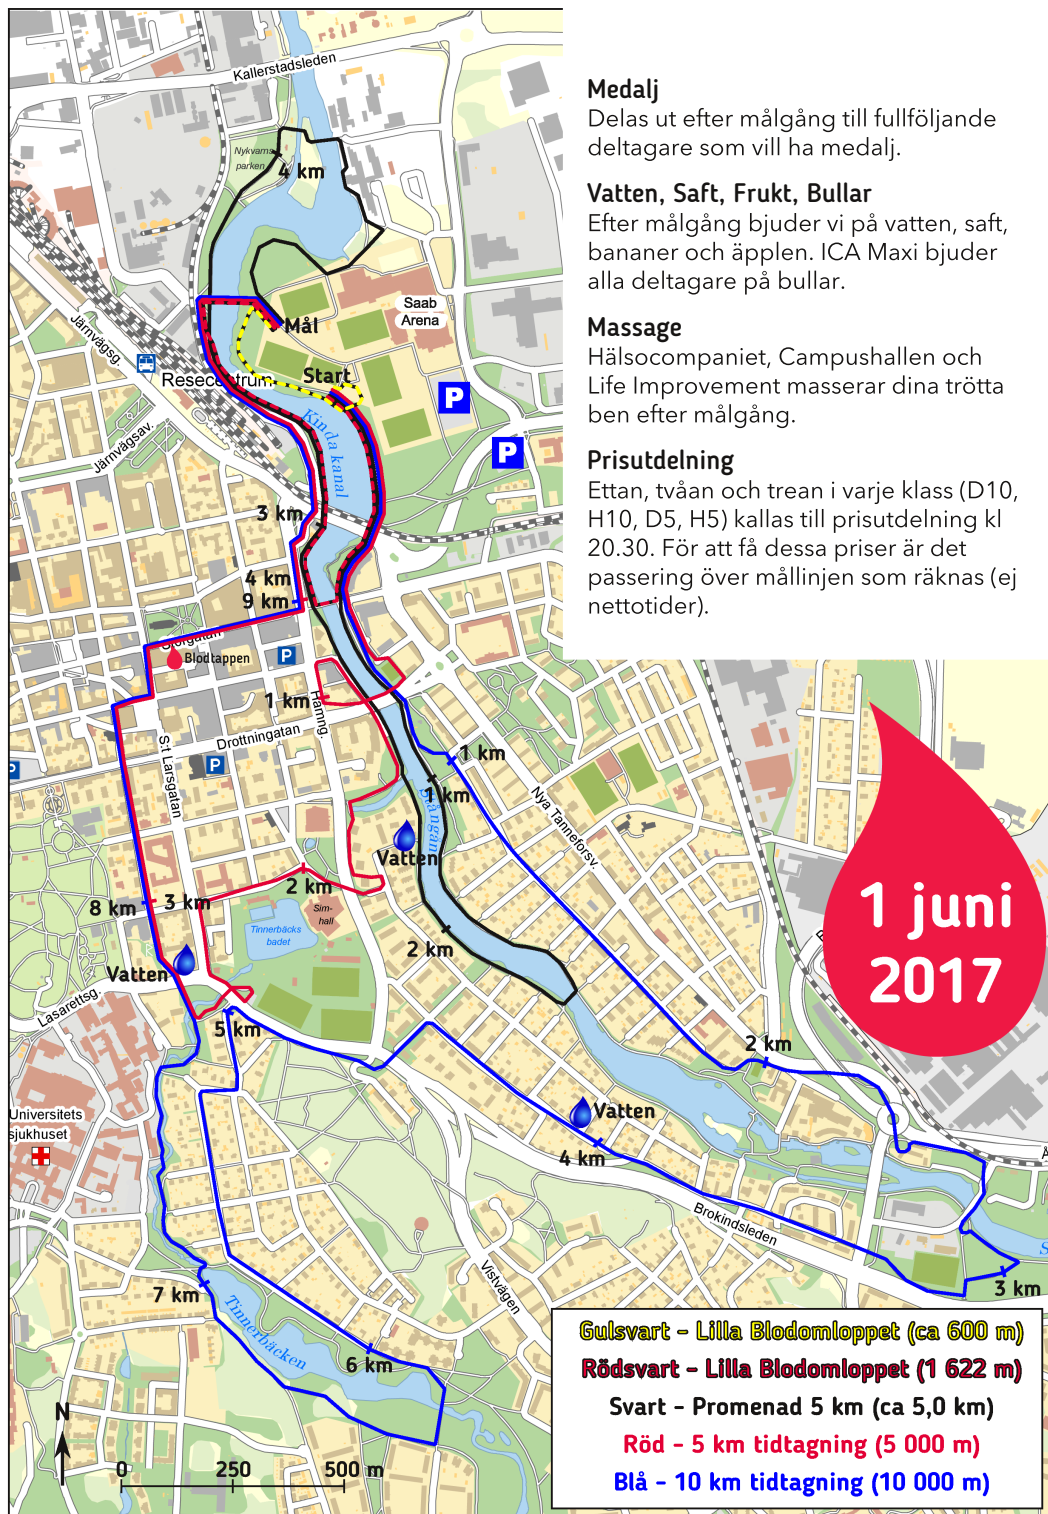 Medalj
Delas ut efter målgång till fullföljande
deltagare som vill ha medalj.
Vatten, Saft, Frukt, Bullar
Efter målgång bjuder vi på vatten, saft,
bananer och äpplen. ICA Maxi bjuder
alla deltagare på bullar.
Massage
Hälsocompaniet, Campushallen och
Life Improvement masserar dina trötta
ben efter målgång.
Prisutdelning
Ettan, tvåan och trean i varje klass (D10,
H10, D5, H5) kallas till prisutdelning kl
20.30. För att få dessa priser är det
passering över mållinjen som räknas (ej
nettotider).
Kallerstadsleden
Nykvarns
parken
4 km
Saab
Arena
Mål
Järnvägsg.
Resecentrum
Start
P
Kinda kanal
P
Järnvägsav.
3 km
4 km
9 km
Storgatan
Blodtappen
P
1 km
Hamng.
Drottningatan
S:t Larsgatan
P
P
1 km
1 km
Stångån
Nya Tanneforsv.
Vatten
2 km
8 km
3 km
Sim-
hall
Tinnerbäcks
badet
2 km
1 juni
2017
Vatten
Lasarettsg.
5 km
2 km
Universitets
sjukhuset
Vatten
4 km
Brokindsleden
Vistvägen
3 km
7 km
Tinnerbäcken
6 km
N
0 250 500 m
Gulsvart - Lilla Blodomloppet (ca 600 m)
Rödsvart - Lilla Blodomloppet (1 622 m)
Svart - Promenad 5 km (ca 5,0 km)
Röd - 5 km tidtagning (5 000 m)
Blå - 10 km tidtagning (10 000 m)